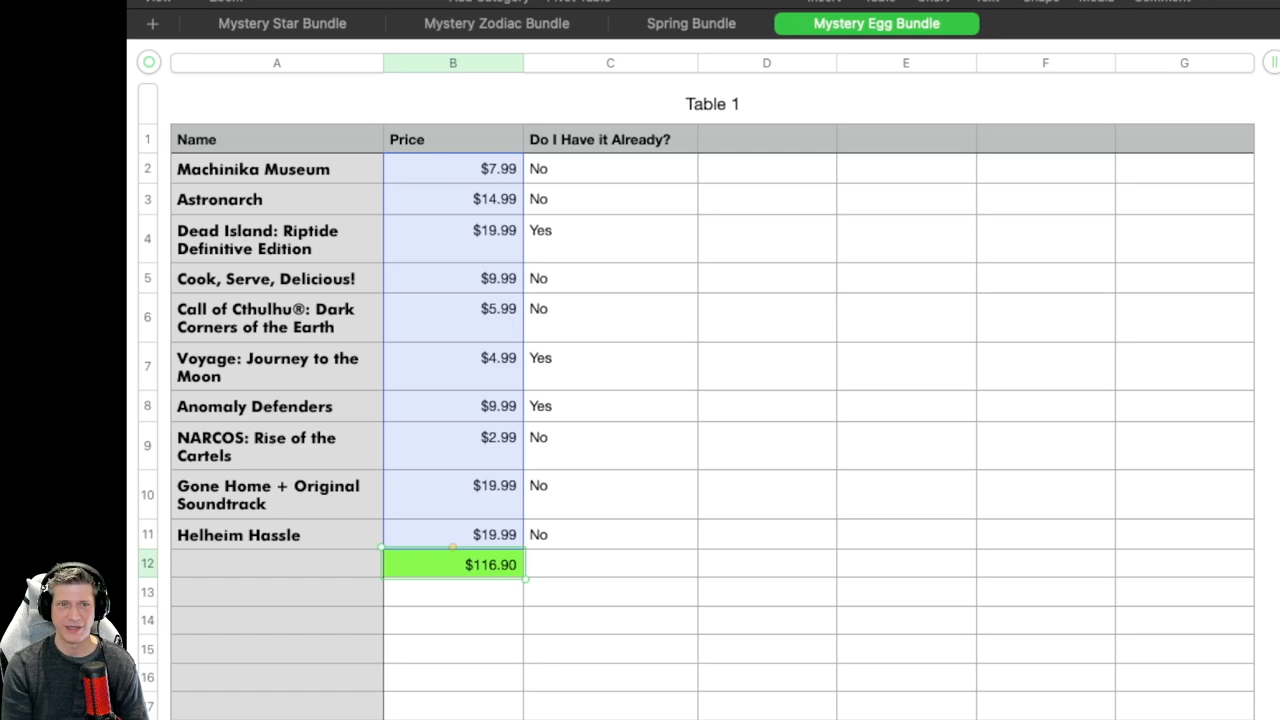 Mystery Star Bundle
Mystery Zodiac Bundle
Spring Bundle
Mystery Egg Bundle
A B C D E F G
Table 1
1 Name Price Do I Have it Already?
2 Machinika Museum $7.99 No
3 Astronarch $14.99 No
4 Dead Island: Riptide $19.99 Yes
Definitive Edition
5 Cook, Serve, Delicious! $9.99 No
6 Call of Cthulhu®: Dark $5.99 No
Corners of the Earth
7 Voyage: Journey to the $4.99 Yes
Moon
8 Anomaly Defenders $9.99 Yes
9 NARCOS: Rise of the $2.99 No
Cartels
10 Gone Home + Original $19.99 No
Soundtrack
11 Helheim Hassle $19.99 No
12 $116.90
13
14
15
16